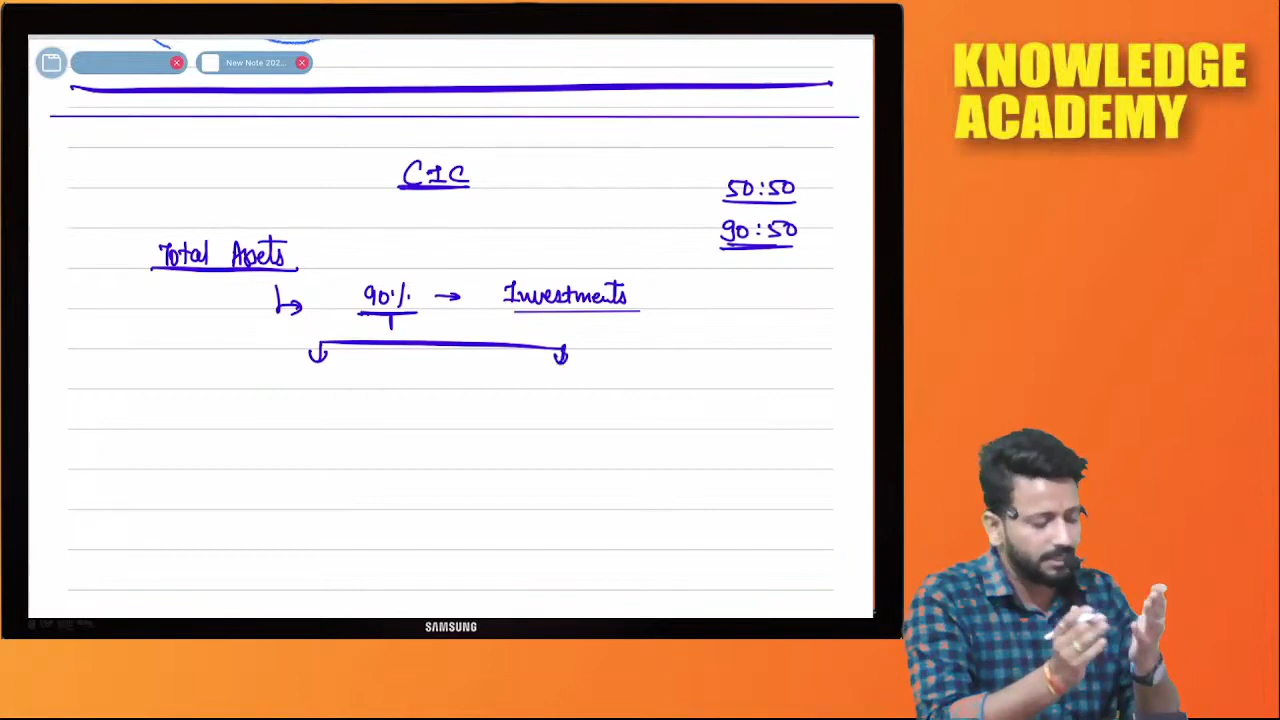 KNOWLEDGE
ACADEMY
New Note 202...
CIC
50:50
90:50
Total Assets
90% → Investments
SAMSUNG